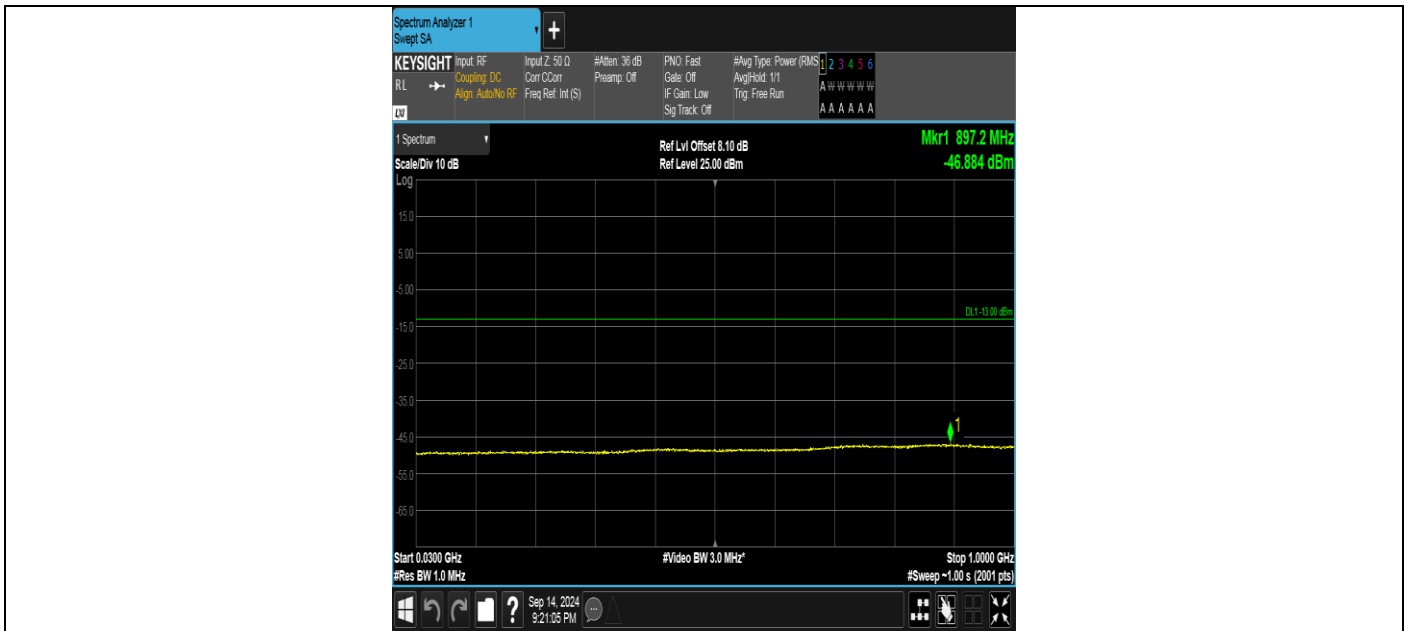 Spectrum Analyzer 1
Swept SA
KEYSIGHT
RL
LXI
Input: RF
Coupling: DC
Align: Auto/No RF
Input Z: 50 Ω
Corr CCorr
Freq Ref: Int (S)
#Atten: 36 dB
Preamp: Off
PNO: Fast
Gate: Off
IF Gain: Low
Sig Track: Off
#Avg Type: Power (RMS
Avg|Hold: 1/1
Trig: Free Run
1 2 3 4 5 6
A W W W W W
A A A A A A
1 Spectrum
Scale/Div 10 dB
Ref Lvl Offset 8.10 dB
Ref Level 25.00 dBm
Mkr1 897.2 MHz
-46.884 dBm
Log
15.0
5.00
-5.00
DL1 -13.00 dBm
-15.0
-25.0
-35.0
1
-45.0
-55.0
-65.0
Start 0.0300 GHz
#Res BW 1.0 MHz
#Video BW 3.0 MHz*
Stop 1.0000 GHz
#Sweep ~1.00 s (2001 pts)
?
Sep 14, 2024
9:21:05 PM